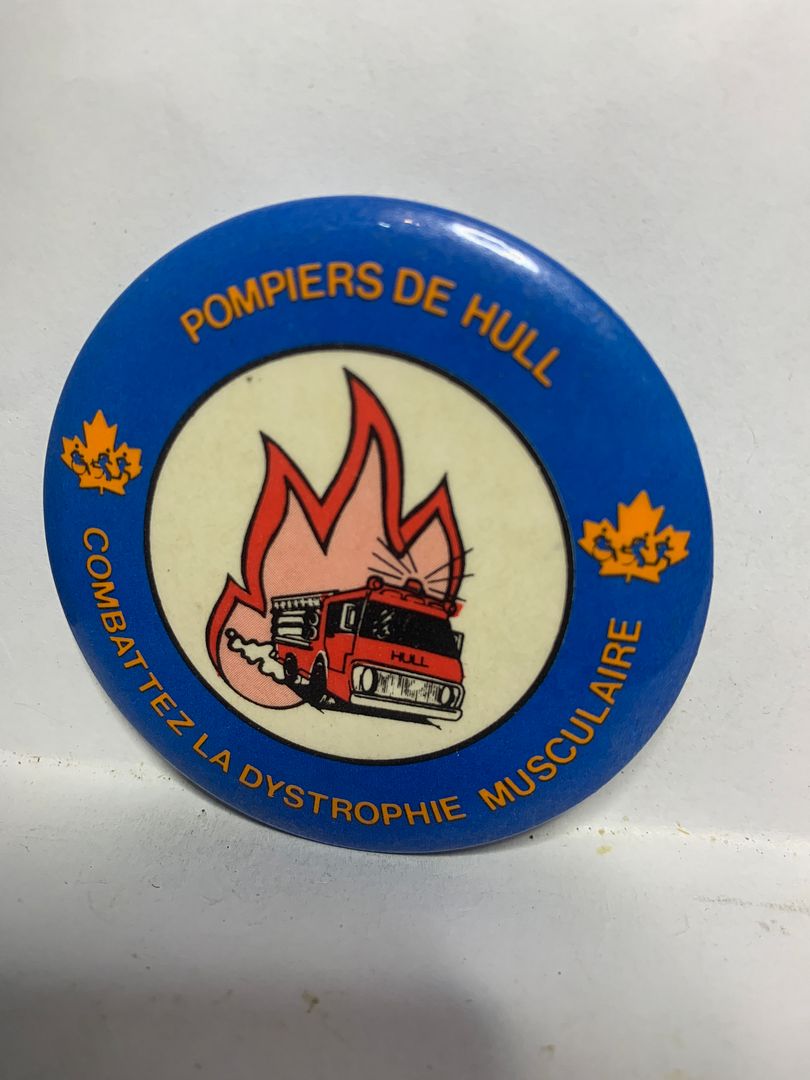 POMPIERS DE HULL
HULL
COMBATTEZ LA DYSTROPHIE MUSCULAIRE